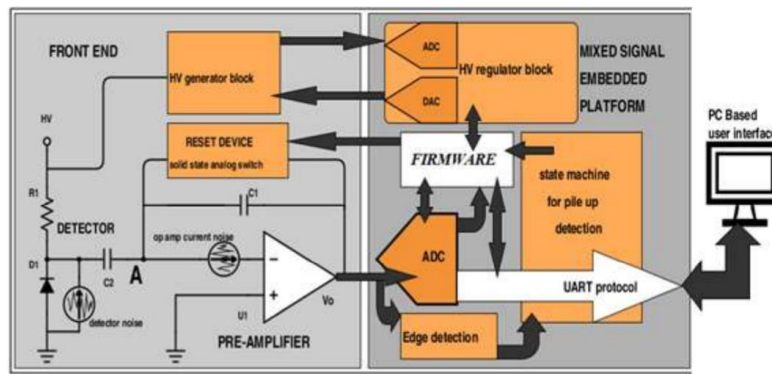 FRONT END
HV generator block
ADC
HV regulator block
DAC
MIXED SIGNAL
EMBEDDED
PLATFORM
PC Based
user interface
HV
RESET DEVICE
solid state analog switch
FIRMWARE
state machine
for pile up
detection
R1
C1
DETECTOR
op amp current noise
D1
C2
A
-
+
U1
Vo
ADC
UART protocol
detector noise
PRE-AMPLIFIER
Edge detection